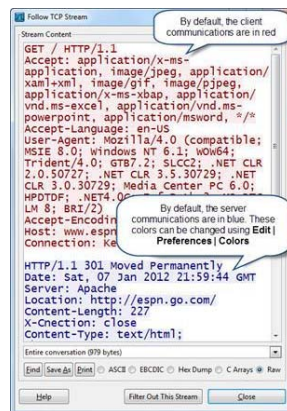 Follow TCP Stream
Stream Content
By default, the client
communications are in red
GET / HTTP/1.1
Accept: application/x-ms-
application, image/jpeg, application/
xaml+xml, image/gif, image/pjpeg,
application/x-ms-xbap, application/
vnd.ms-excel, application/vnd.ms-
powerpoint, application/msword, */*
Accept-Language: en-US
User-Agent: Mozilla/4.0 (compatible;
MSIE 8.0; windows NT 6.1; WOW64;
Trident/4.0; GTB7.2; SLCC2; .NET CLR
2.0.50727; .NET CLR 3.5.30729; .NET
CLR 3.0.30729; Media Center PC 6.0;
HPDTDF; .NET4.0C;
LM 8; BRI/2)
Accept-Encodin
Host: www.espn
Connection: Ke
By default, the server
communications are in blue. These
colors can be changed using Edit |
Preferences | Colors
HTTP/1.1 301 Moved Permanently
Date: Sat, 07 Jan 2012 21:59:44 GMT
Server: Apache
Location: http://espn.go.com/
Content-Length: 227
X-Cnection: close
Content-Type: text/html;
Entire conversation (979 bytes)
Find Save As Print ASCII EBCDIC Hex Dump C Arrays Raw
Help Filter Out This Stream Close